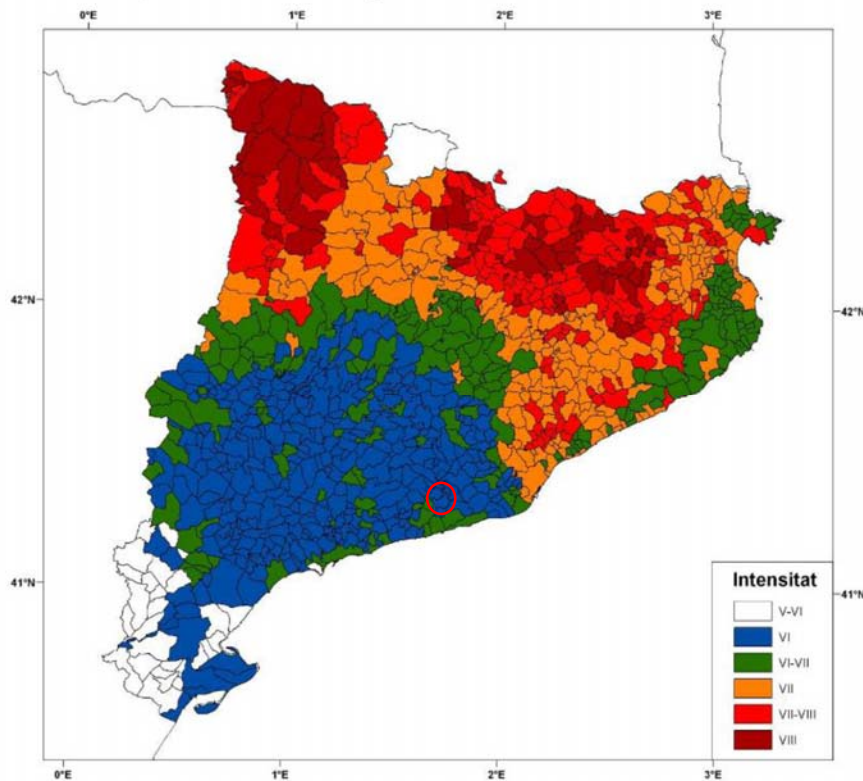 0°E 1°E 2°E 3°E
42°N 42°N
41°N 41°N
Intensitat
V-VI
VI
VI-VII
VII
VII-VIII
VIII
0°E 1°E 2°E 3°E